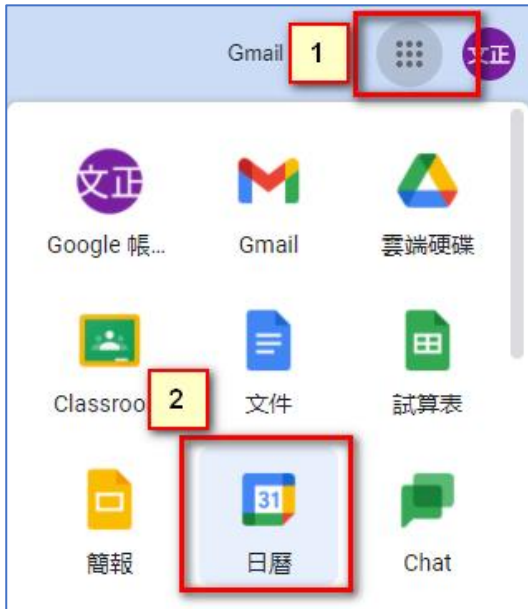 Gmail 1 文正
文正
Google 帳... Gmail 雲端硬碟
Classroo 2 文件 試算表
31
簡報 日曆 Chat